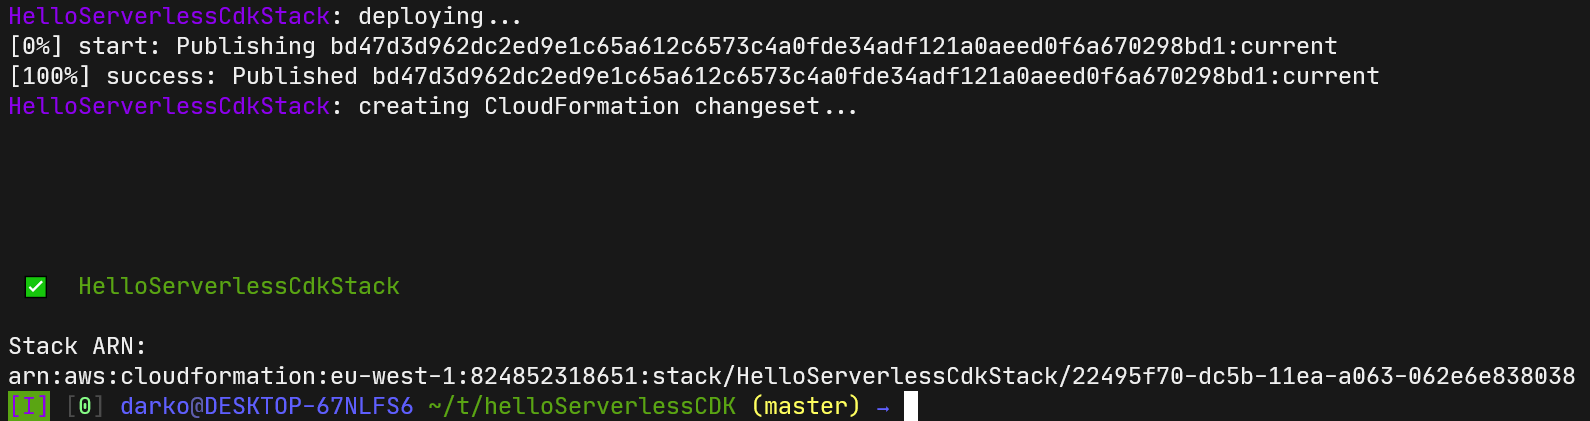 HelloServerlessCdkStack: deploying...
[0%] start: Publishing bd47d3d962dc2ed9e1c65a612c6573c4a0fde34adf121a0aeed0f6a670298bd1:current
[100%] success: Published bd47d3d962dc2ed9e1c65a612c6573c4a0fde34adf121a0aeed0f6a670298bd1:current
HelloServerlessCdkStack: creating CloudFormation changeset...
✅ HelloServerlessCdkStack
Stack ARN:
arn:aws:cloudformation:eu-west-1:824852318651:stack/HelloServerlessCdkStack/22495f70-dc5b-11ea-a063-062e6e838038
[I] [0] darko@DESKTOP-67NLFS6 ~/t/helloServerlessCDK (master) →